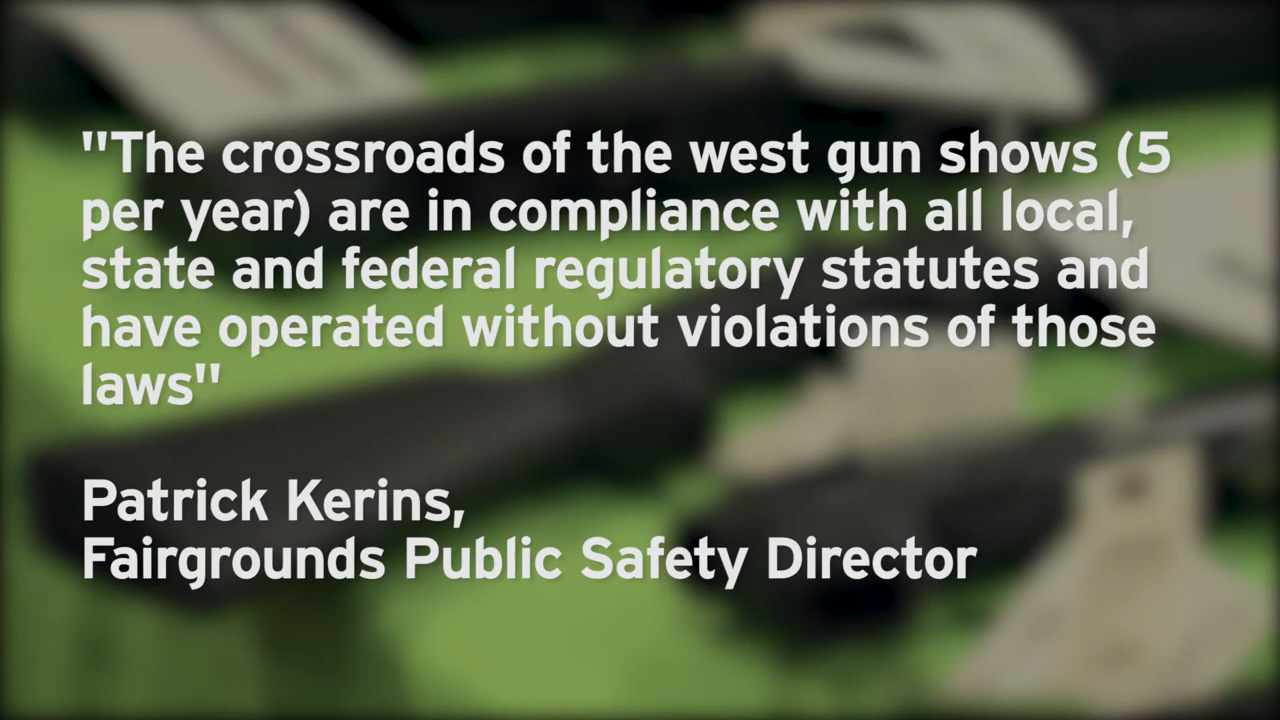 "The crossroads of the west gun shows (5
per year) are in compliance with all local,
state and federal regulatory statutes and
have operated without violations of those
laws"
Patrick Kerins,
Fairgrounds Public Safety Director